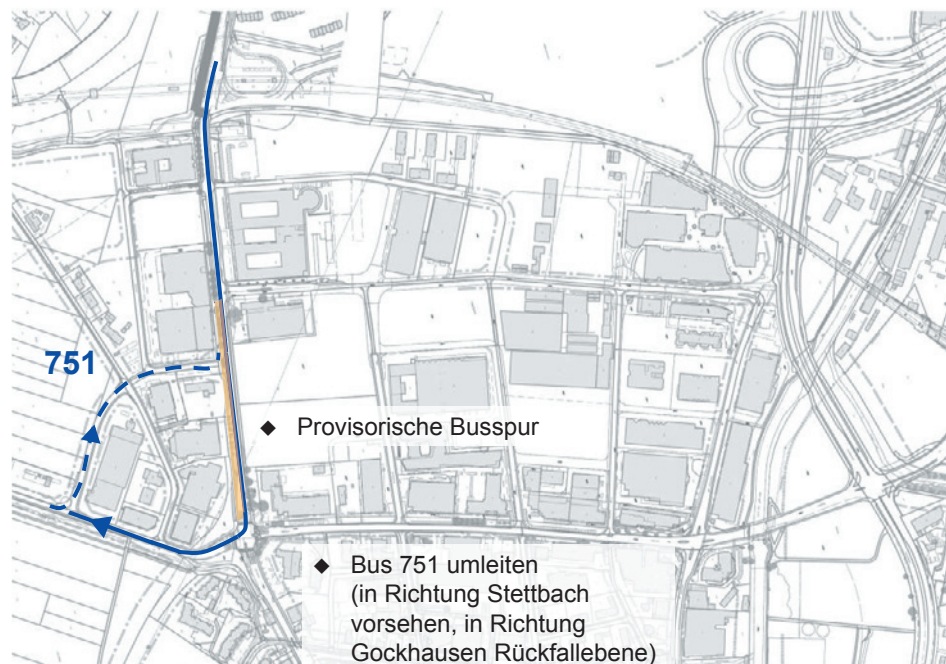 751
◆ Provisorische Busspur
◆ Bus 751 umleiten
(in Richtung Stettbach
vorsehen, in Richtung
Gockhausen Rückfallebene)